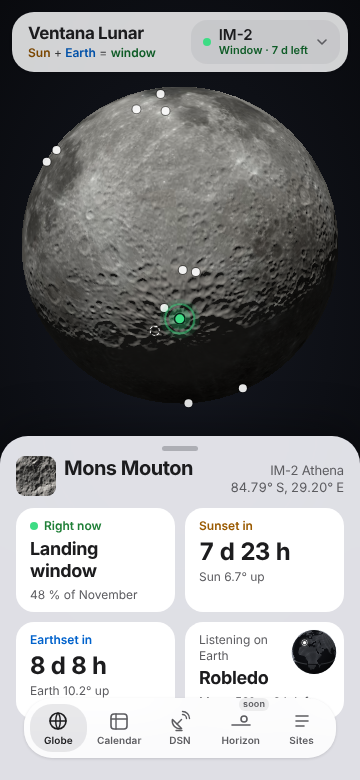 Ventana Lunar
Sun + Earth = window
IM-2
Window · 7 d left
Mons Mouton
IM-2 Athena
84.79° S, 29.20° E
Right now
Landing
window
48 % of November
Sunset in
7 d 23 h
Sun 6.7° up
Earthset in
8 d 8 h
Earth 10.2° up
Listening on
Earth
Robledo
soon
Globe
Calendar
DSN
Horizon
Sites